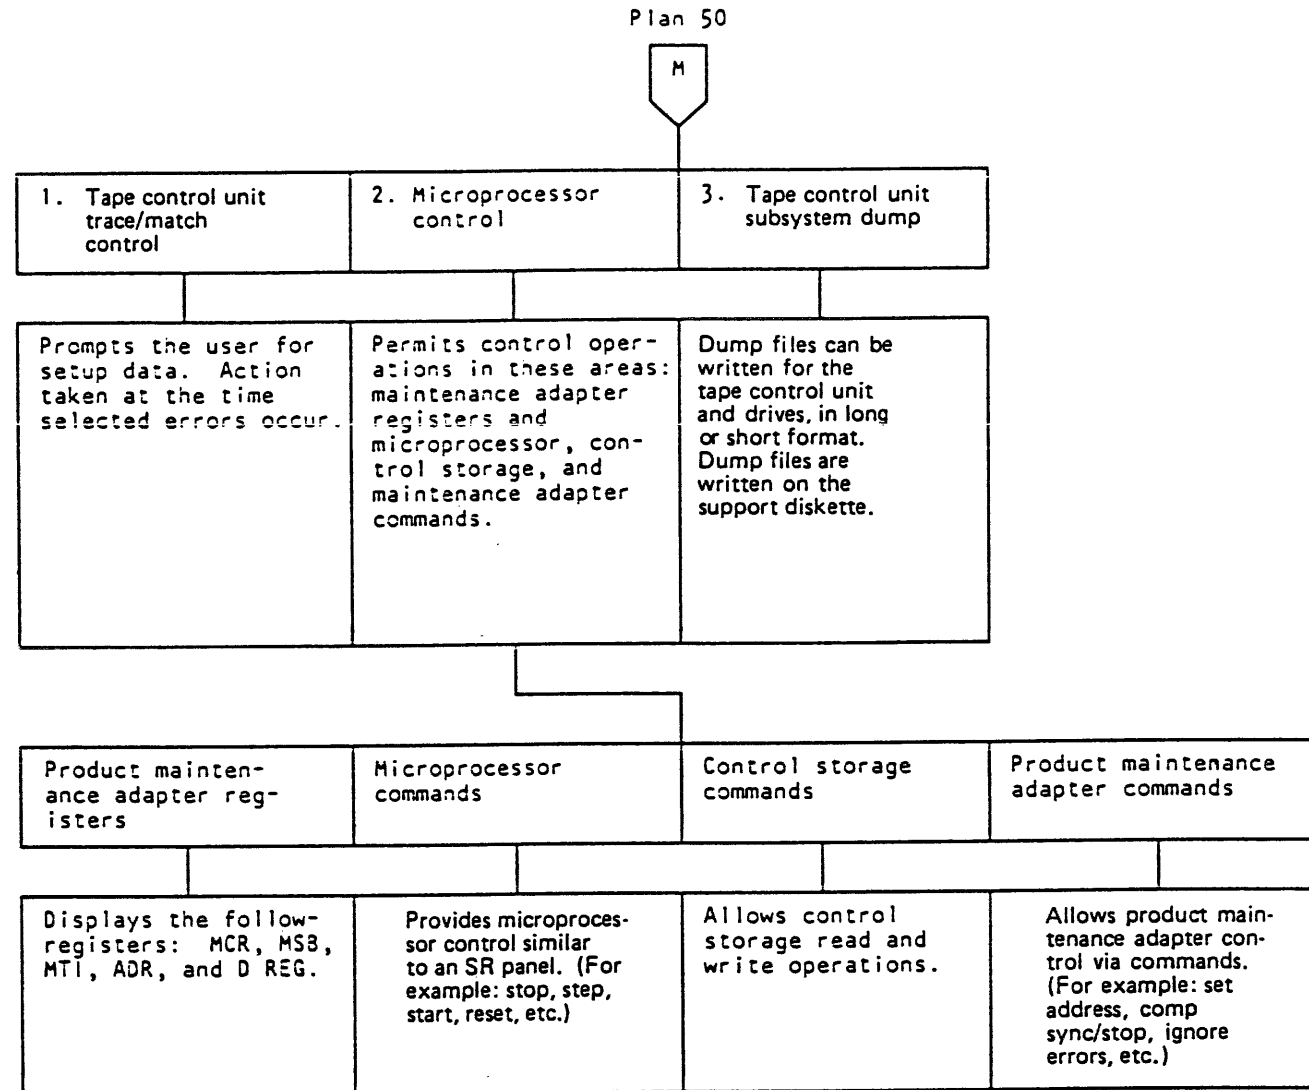 Plan 50
M
1. Tape control unit
trace/match
control
2. Microprocessor
control
3. Tape control unit
subsystem dump
Prompts the user for
setup data. Action
taken at the time
selected errors occur.
Permits control oper-
ations in these areas:
maintenance adapter
registers and
microprocessor, con-
trol storage, and
maintenance adapter
commands.
Dump files can be
written for the
tape control unit
and drives, in long
or short format.
Dump files are
written on the
support diskette.
Product mainten-
ance adapter reg-
isters
Microprocessor
commands
Control storage
commands
Product maintenance
adapter commands
Displays the follow-
registers: MCR, MSB,
MTI, ADR, and D REG.
Provides microproces-
sor control similar
to an SR panel. (For
example: stop, step,
start, reset, etc.)
Allows control
storage read and
write operations.
Allows product main-
tenance adapter con-
trol via commands.
(For example: set
address, comp
sync/stop, ignore
errors, etc.)